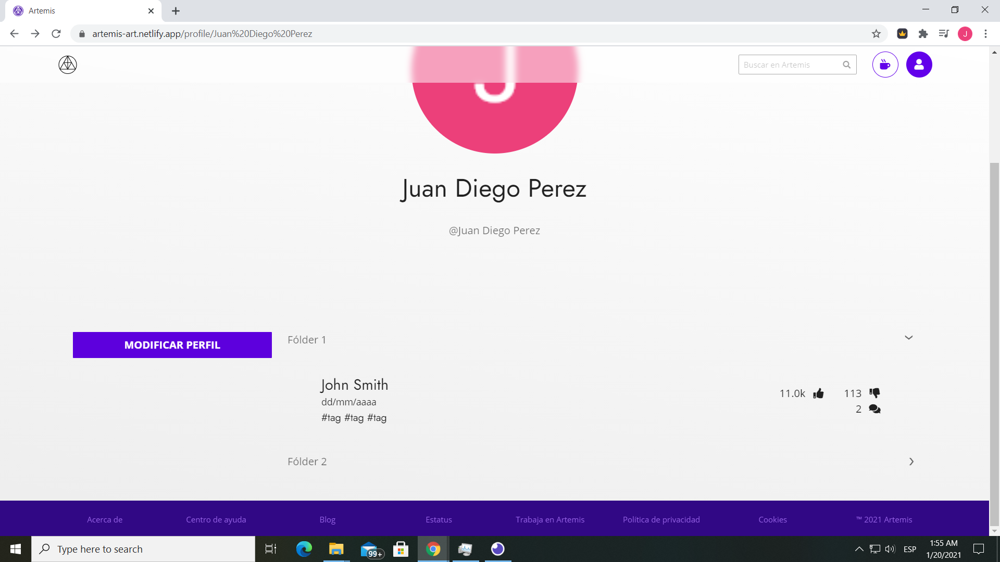 Artemis
artemis-art.netlify.app/profile/Juan%20Diego%20Perez
J
Buscar en Artemis
J
Juan Diego Perez
@Juan Diego Perez
MODIFICAR PERFIL
Fólder 1
John Smith
dd/mm/aaaa
#tag #tag #tag
11.0k 113
2
Fólder 2
Acerca de Centro de ayuda Blog Estatus Trabaja en Artemis Política de privacidad Cookies ™ 2021 Artemis
Type here to search
99+
ESP
1:55 AM
1/20/2021